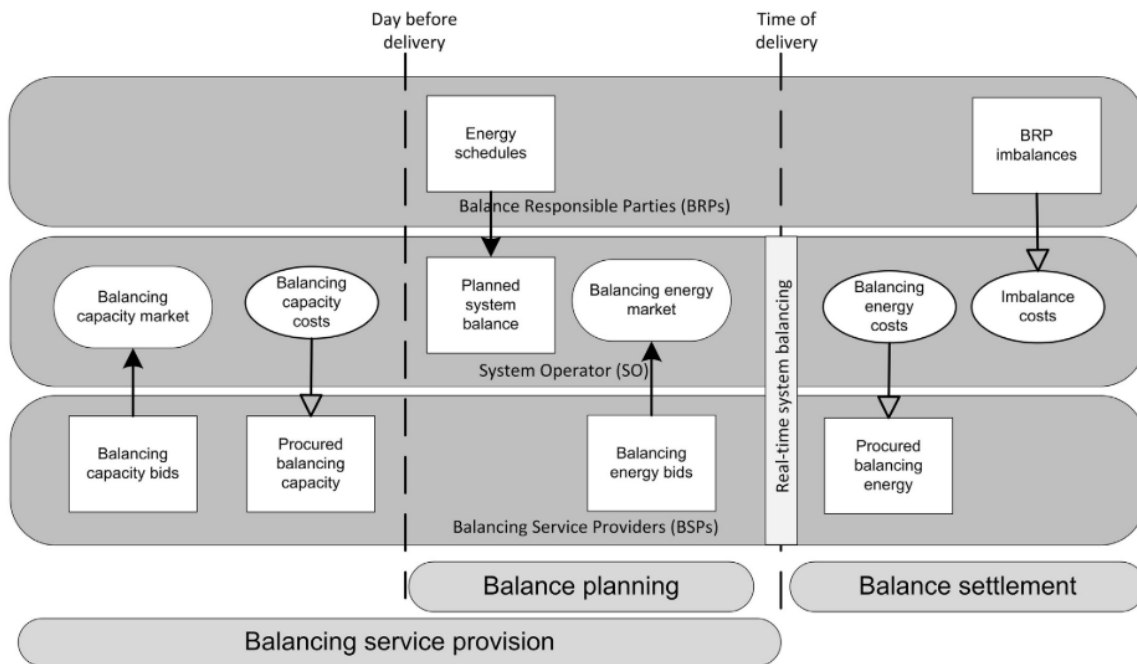 Day before
delivery
Time of
delivery
Energy
schedules
BRP
imbalances
Balance Responsible Parties (BRPs)
Balancing
capacity market
Balancing
capacity
costs
Planned
system
balance
Balancing energy
market
Balancing
energy
costs
Imbalance
costs
System Operator (SO)
Real-time system balancing
Balancing
capacity bids
Procured
balancing
capacity
Balancing
energy bids
Procured
balancing
energy
Balancing Service Providers (BSPs)
Balance planning
Balance settlement
Balancing service provision